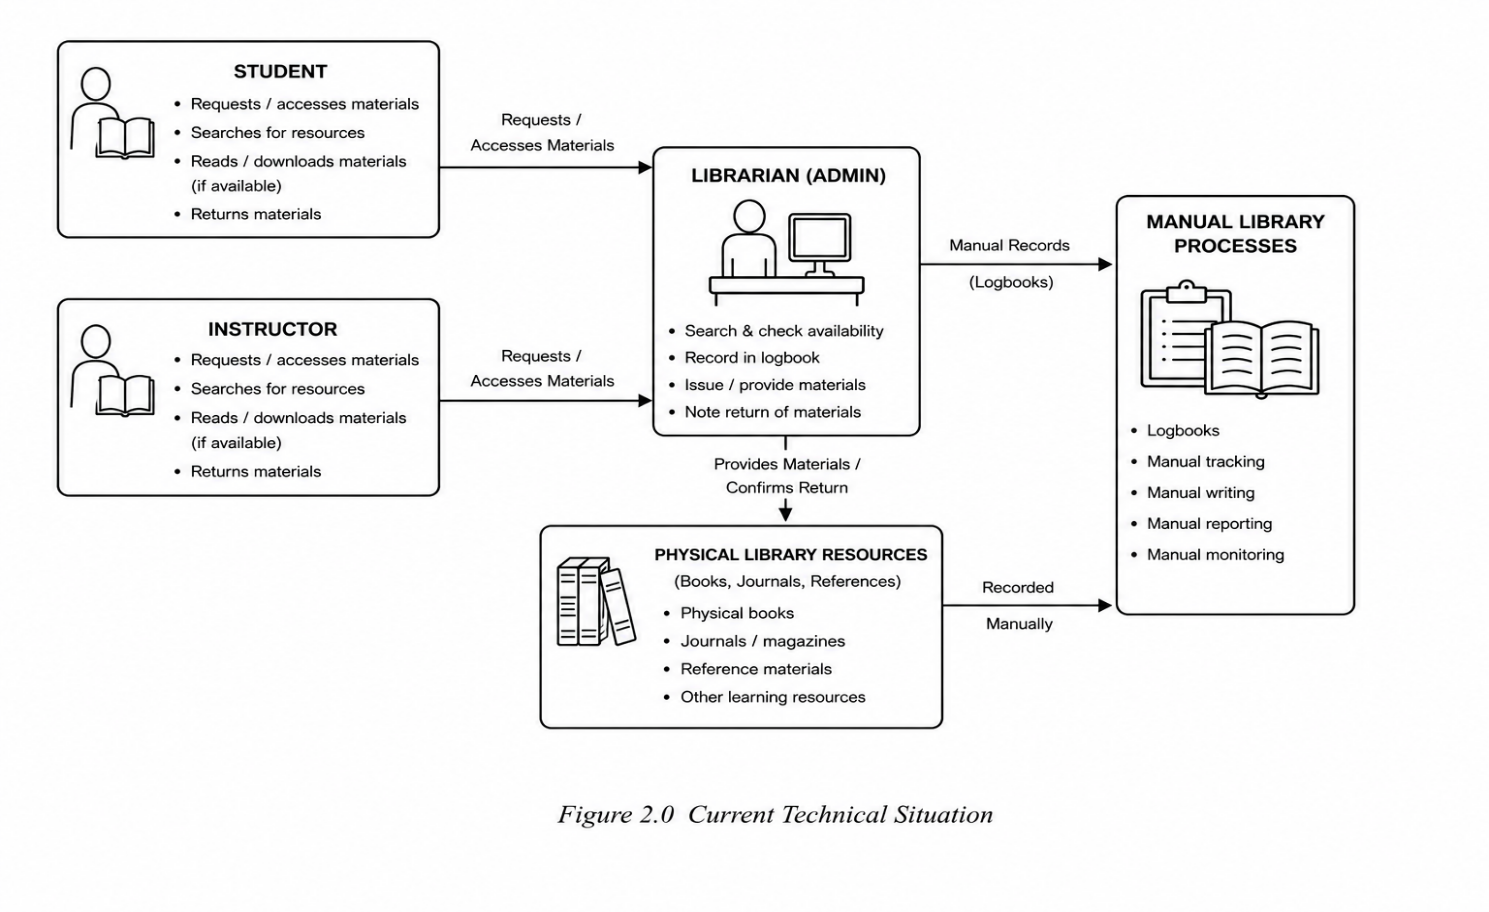 STUDENT
• Requests / accesses materials
• Searches for resources
• Reads / downloads materials
(if available)
• Returns materials
Requests /
Accesses Materials
INSTRUCTOR
• Requests / accesses materials
• Searches for resources
• Reads / downloads materials
(if available)
• Returns materials
Requests /
Accesses Materials
LIBRARIAN (ADMIN)
• Search & check availability
• Record in logbook
• Issue / provide materials
• Note return of materials
Manual Records
(Logbooks)
Provides Materials /
Confirms Return
PHYSICAL LIBRARY RESOURCES
(Books, Journals, References)
• Physical books
• Journals / magazines
• Reference materials
• Other learning resources
Recorded
Manually
MANUAL LIBRARY
PROCESSES
• Logbooks
• Manual tracking
• Manual writing
• Manual reporting
• Manual monitoring
Figure 2.0 Current Technical Situation